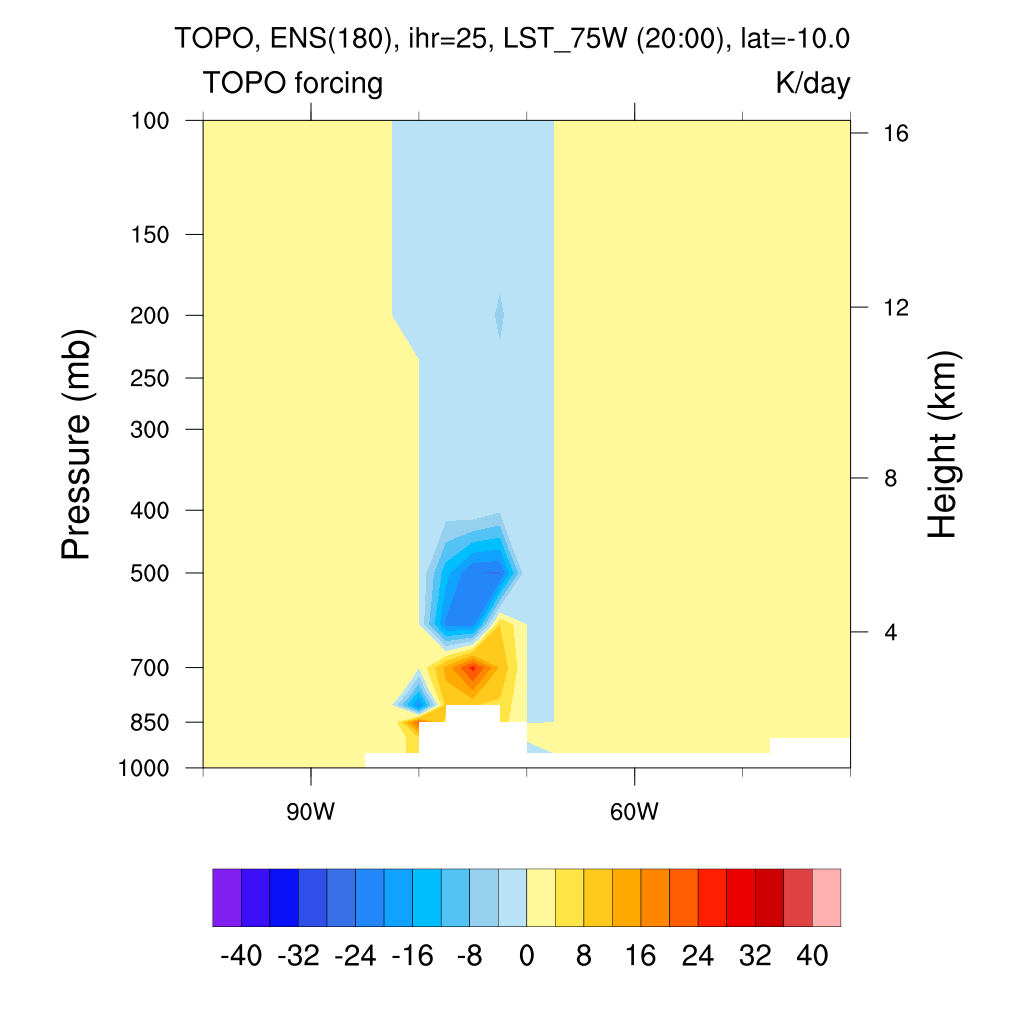 TOPO, ENS(180), ihr=25, LST_75W (20:00), lat=-10.0
TOPO forcing K/day
100
150
200
250
300
400
500
700
850
1000
Pressure (mb)
16
12
8
4
Height (km)
90W 60W
-40 -32 -24 -16 -8 0 8 16 24 32 40